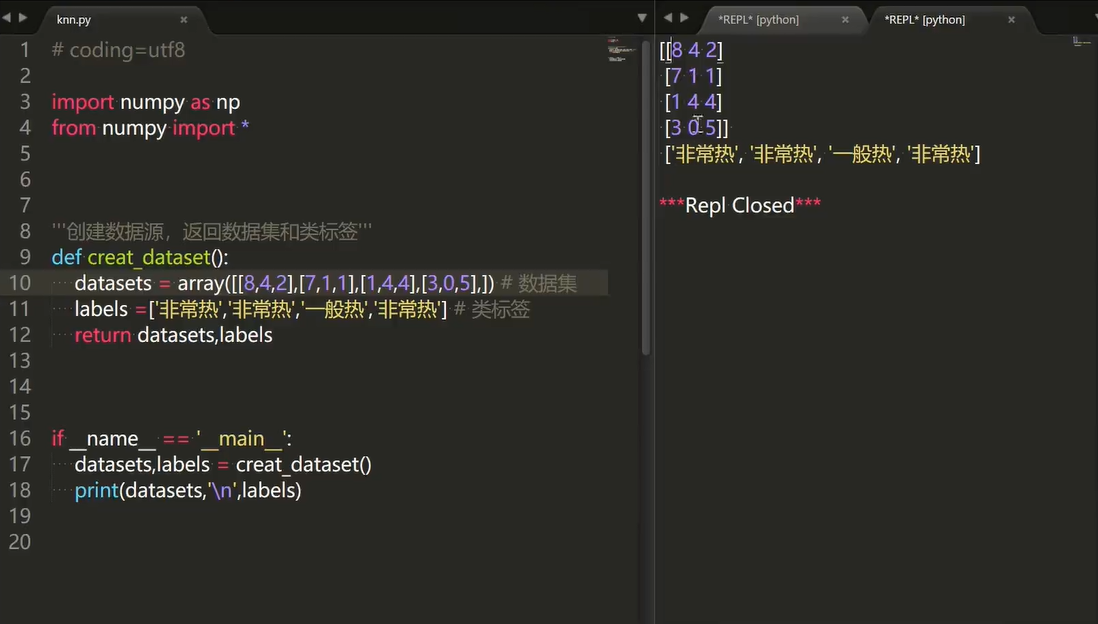 knn.py
1 # coding=utf8
2
3 import numpy as np
4 from numpy import *
5
6
7
8 '''创建数据源，返回数据集和类标签'''
9 def creat_dataset():
10 datasets = array([[8,4,2],[7,1,1],[1,4,4],[3,0,5],]) # 数据集
11 labels =['非常热','非常热','一般热','非常热'] # 类标签
12 return datasets,labels
13
14
15
16 if __name__ == '__main__':
17 datasets,labels = creat_dataset()
18 print(datasets,'\n',labels)
19
20
*REPL* [python]
*REPL* [python]
[[8 4 2]
[7 1 1]
[1 4 4]
[3 0 5]]
['非常热', '非常热', '一般热', '非常热']
***Repl Closed***